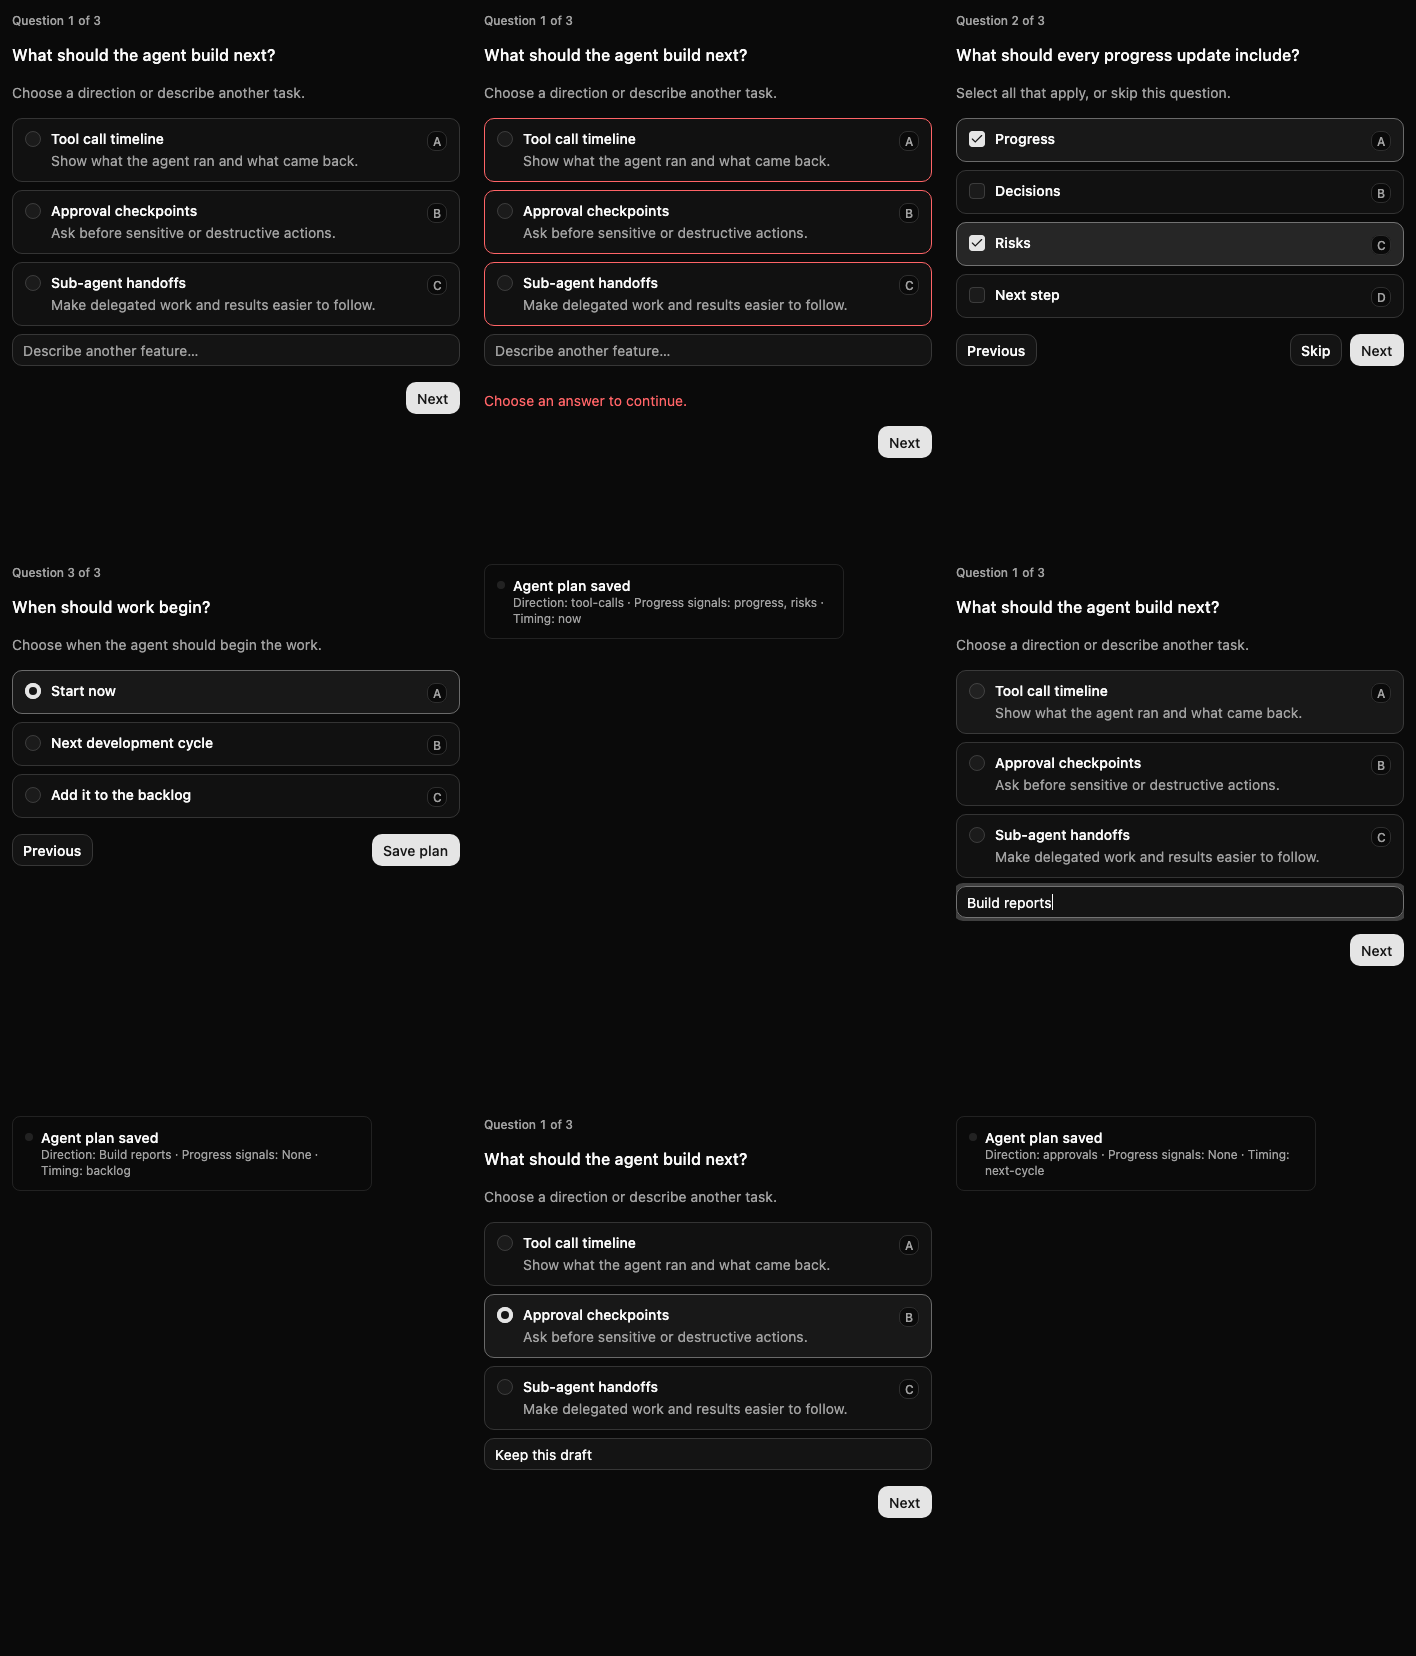 Question 1 of 3
What should the agent build next?
Choose a direction or describe another task.
Tool call timeline
A
Show what the agent ran and what came back.
Approval checkpoints
B
Ask before sensitive or destructive actions.
Sub-agent handoffs
C
Make delegated work and results easier to follow.
Describe another feature...
Next
Question 1 of 3
What should the agent build next?
Choose a direction or describe another task.
Tool call timeline
A
Show what the agent ran and what came back.
Approval checkpoints
B
Ask before sensitive or destructive actions.
Sub-agent handoffs
C
Make delegated work and results easier to follow.
Describe another feature...
Choose an answer to continue.
Next
Question 2 of 3
What should every progress update include?
Select all that apply, or skip this question.
Progress
A
Decisions
B
Risks
C
Next step
D
Previous
Skip
Next
Question 3 of 3
When should work begin?
Choose when the agent should begin the work.
Start now
A
Next development cycle
B
Add it to the backlog
C
Previous
Save plan
Agent plan saved
Direction: tool-calls · Progress signals: progress, risks ·
Timing: now
Question 1 of 3
What should the agent build next?
Choose a direction or describe another task.
Tool call timeline
A
Show what the agent ran and what came back.
Approval checkpoints
B
Ask before sensitive or destructive actions.
Sub-agent handoffs
C
Make delegated work and results easier to follow.
Build reports
Next
Agent plan saved
Direction: Build reports · Progress signals: None ·
Timing: backlog
Question 1 of 3
What should the agent build next?
Choose a direction or describe another task.
Tool call timeline
A
Show what the agent ran and what came back.
Approval checkpoints
B
Ask before sensitive or destructive actions.
Sub-agent handoffs
C
Make delegated work and results easier to follow.
Keep this draft
Next
Agent plan saved
Direction: approvals · Progress signals: None · Timing:
next-cycle